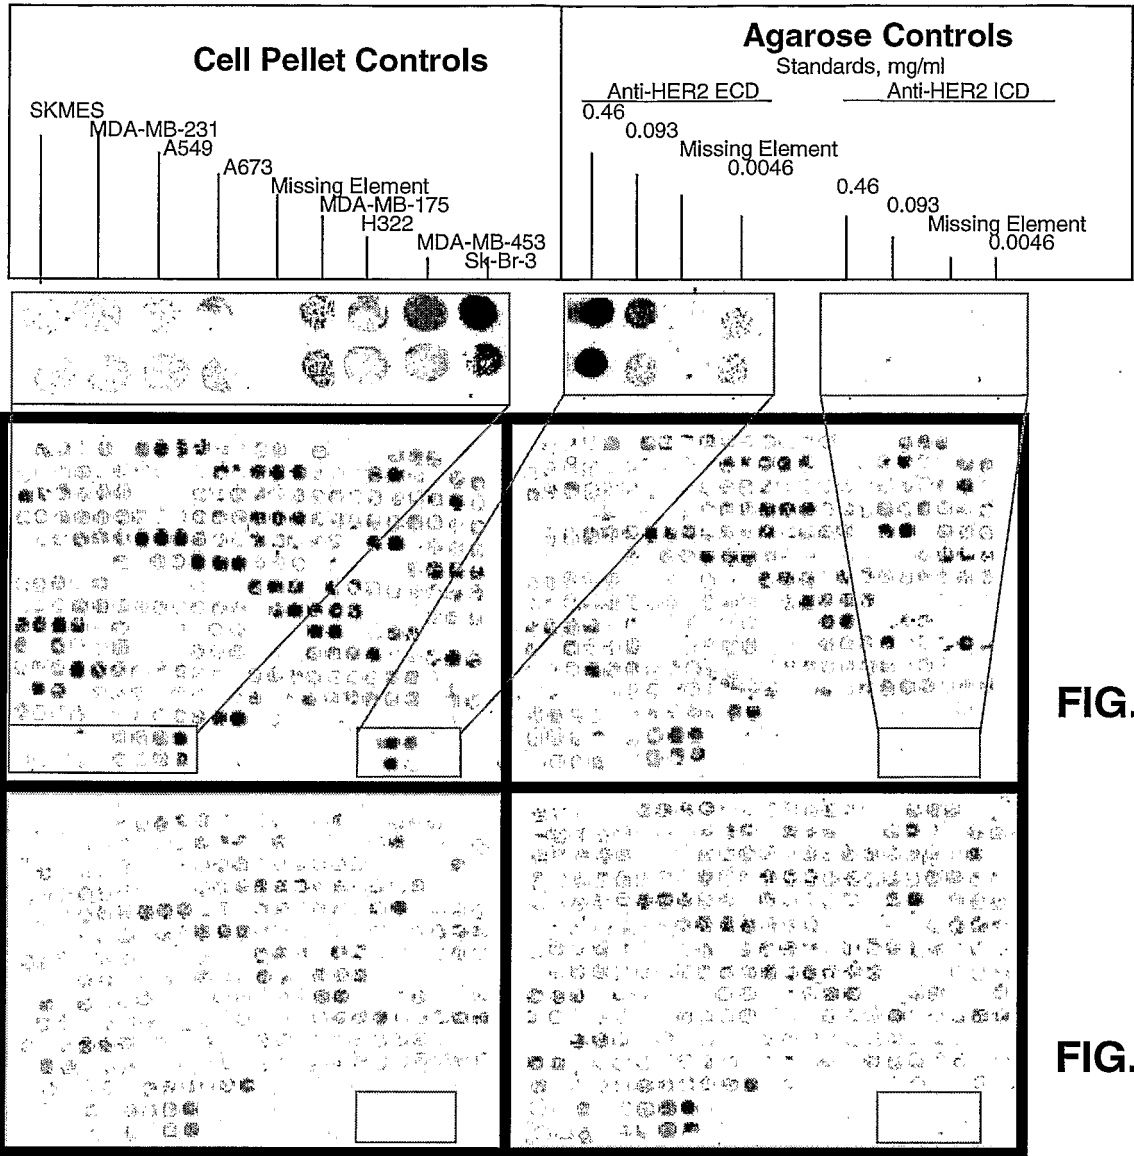 Cell Pellet Controls
SKMES
MDA-MB-231
A549
A673
Missing Element
MDA-MB-175
H322
MDA-MB-453
Sk-Br-3
Agarose Controls
Standards, mg/ml
Anti-HER2 ECD
0.46
0.093
Missing Element
0.0046
Anti-HER2 ICD
0.46
0.093
Missing Element
0.0046
FIG.
FIG.